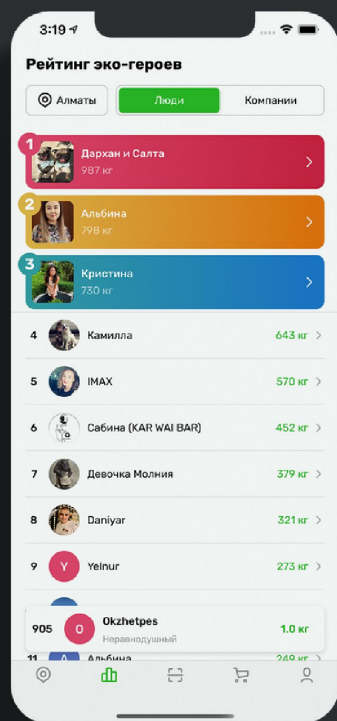 3:19
Рейтинг эко-героев
Алматы
Люди
Компании
1
Дархан и Салта
987 кг
2
Альбина
798 кг
3
Кристина
730 кг
4 Камилла 643 кг
5 IMAX 570 кг
6 Сабина (KAR WAI BAR) 452 кг
7 Девочка Молния 379 кг
8 Daniyar 321 кг
9 Y Yelnur 273 кг
905 O Okzhetpes 1.0 кг
Неравнодушный
11 А Альбина 249 кг